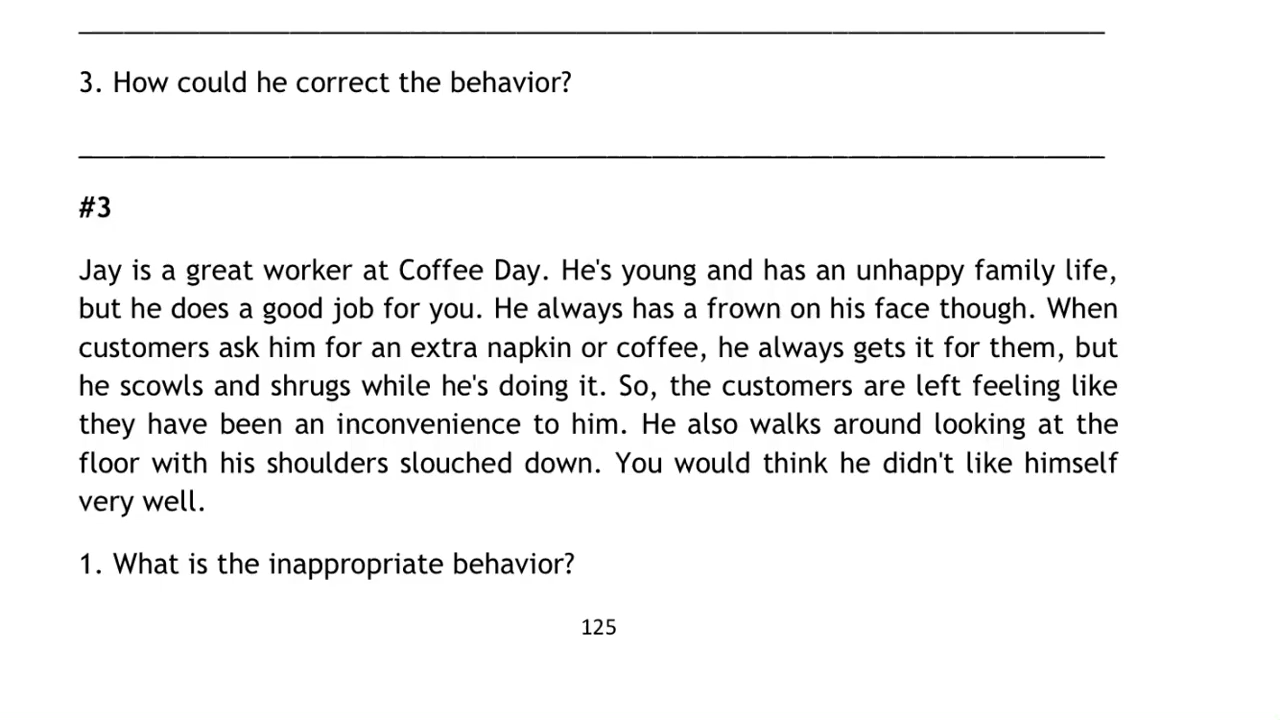 3. How could he correct the behavior?
#3
Jay is a great worker at Coffee Day. He's young and has an unhappy family life,
but he does a good job for you. He always has a frown on his face though. When
customers ask him for an extra napkin or coffee, he always gets it for them, but
he scowls and shrugs while he's doing it. So, the customers are left feeling like
they have been an inconvenience to him. He also walks around looking at the
floor with his shoulders slouched down. You would think he didn't like himself
very well.
1. What is the inappropriate behavior?
125